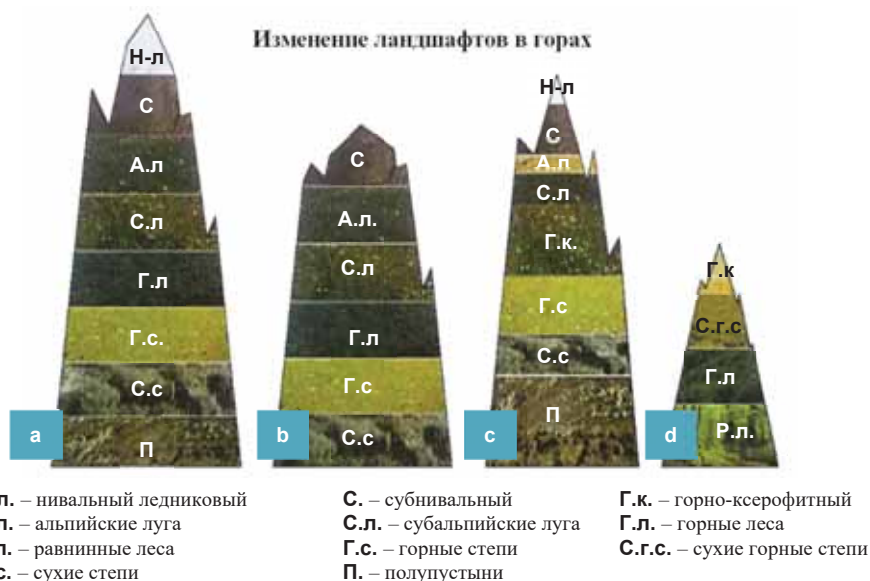 Изменение ландшафтов в горах
Н-л
С
А.л
С.л
Г.л
Г.с.
С.с
П
a
С
А.л.
С.л
Г.л
Г.с
С.с
b
Н-л
С
А.л
С.л
Г.к.
Г.с
С.с
П
c
Г.к
С.г.с
Г.л
Р.л.
d
л. – нивальный ледниковый
л. – альпийские луга
л. – равнинные леса
с. – сухие степи
С. – субнивальный
С.л. – субальпийские луга
Г.с. – горные степи
П. – полупустыни
Г.к. – горно-ксерофитный
Г.л. – горные леса
С.г.с. – сухие горные степи